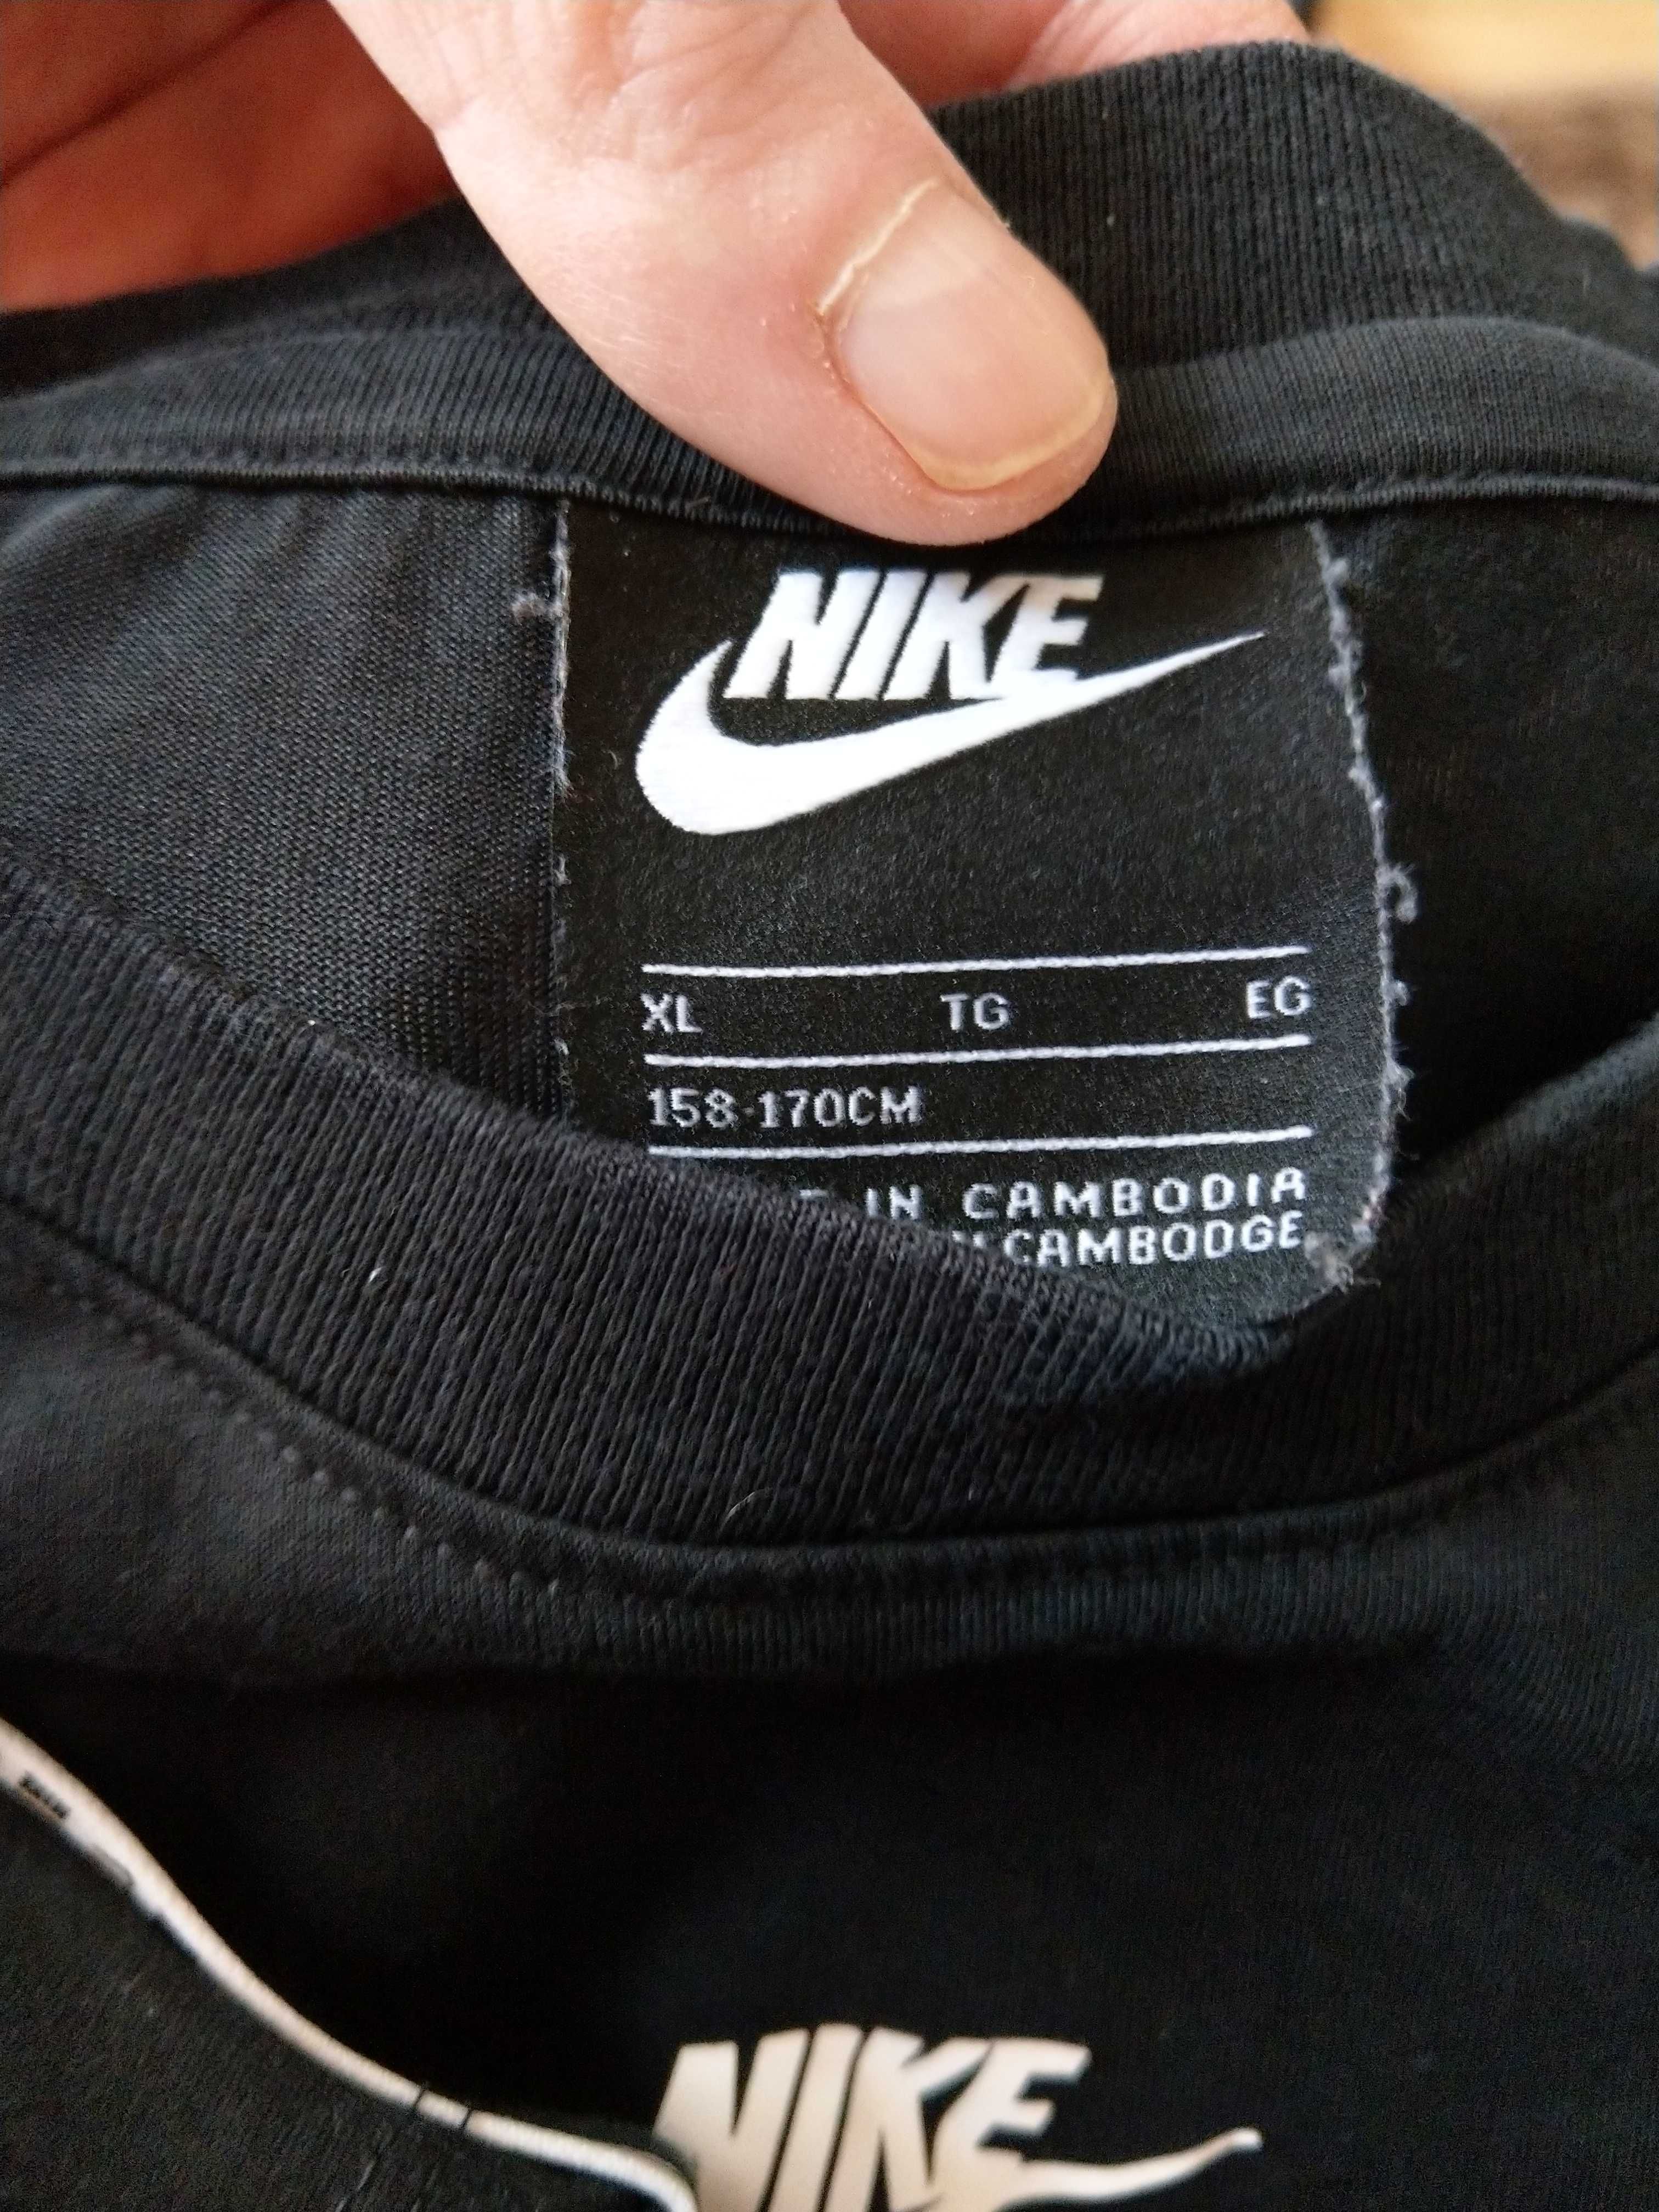 NIKE
XL TG EG
158-170CM
IN CAMBODIA
CAMBODGE
NIKE